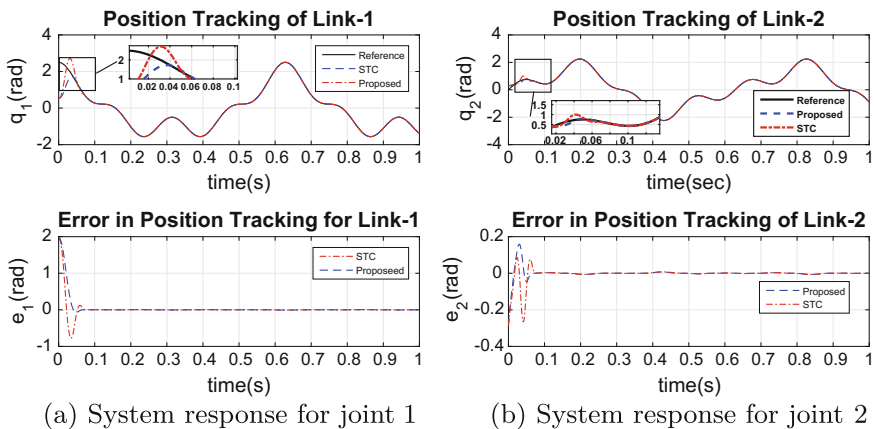 Position Tracking of Link-1
q1(rad)
4
2
0
-2
2
1
0.02 0.04 0.06 0.08 0.1
Reference
STC
Proposed
0 0.1 0.2 0.3 0.4 0.5 0.6 0.7 0.8 0.9 1
time(s)
Position Tracking of Link-2
q2(rad)
4
2
0
-2
-4
1.5
1
0.5
0.02 0.06 0.1
Reference
Proposed
STC
0 0.1 0.2 0.3 0.4 0.5 0.6 0.7 0.8 0.9 1
time(sec)
Error in Position Tracking for Link-1
e1(rad)
2
1
0
-1
STC
Proposeed
0 0.1 0.2 0.3 0.4 0.5 0.6 0.7 0.8 0.9 1
time(s)
Error in Position Tracking of Link-2
e2(rad)
0.2
0
-0.2
-0.4
Proposed
STC
0 0.1 0.2 0.3 0.4 0.5 0.6 0.7 0.8 0.9 1
time(s)
(a) System response for joint 1
(b) System response for joint 2